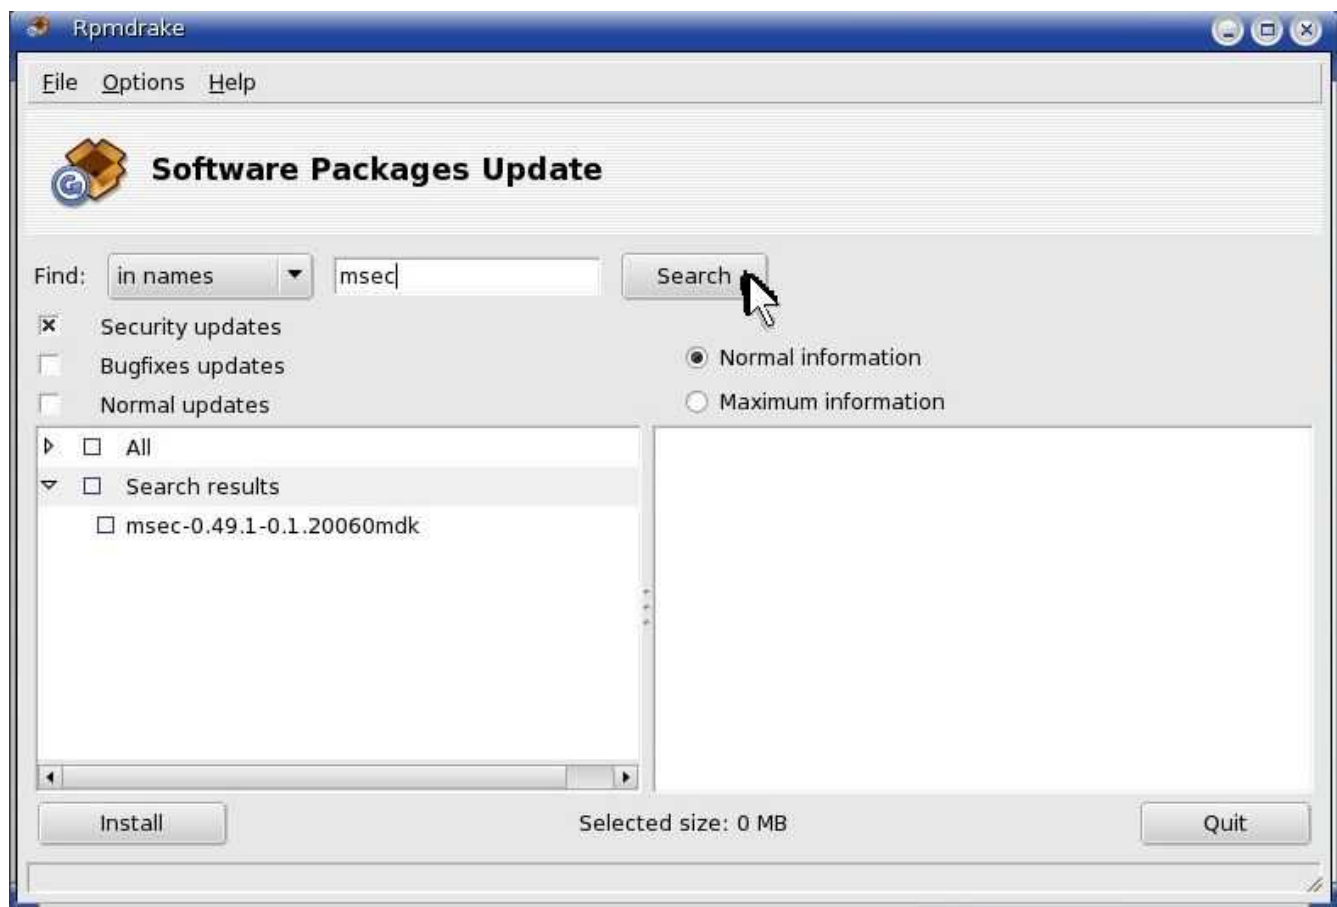 Rpmdrake
File Options Help
Software Packages Update
Find: in names msec Search
Security updates
Bugfixes updates
Normal updates
Normal information
Maximum information
All
Search results
msec-0.49.1-0.1.20060mdk
Install Selected size: 0 MB Quit